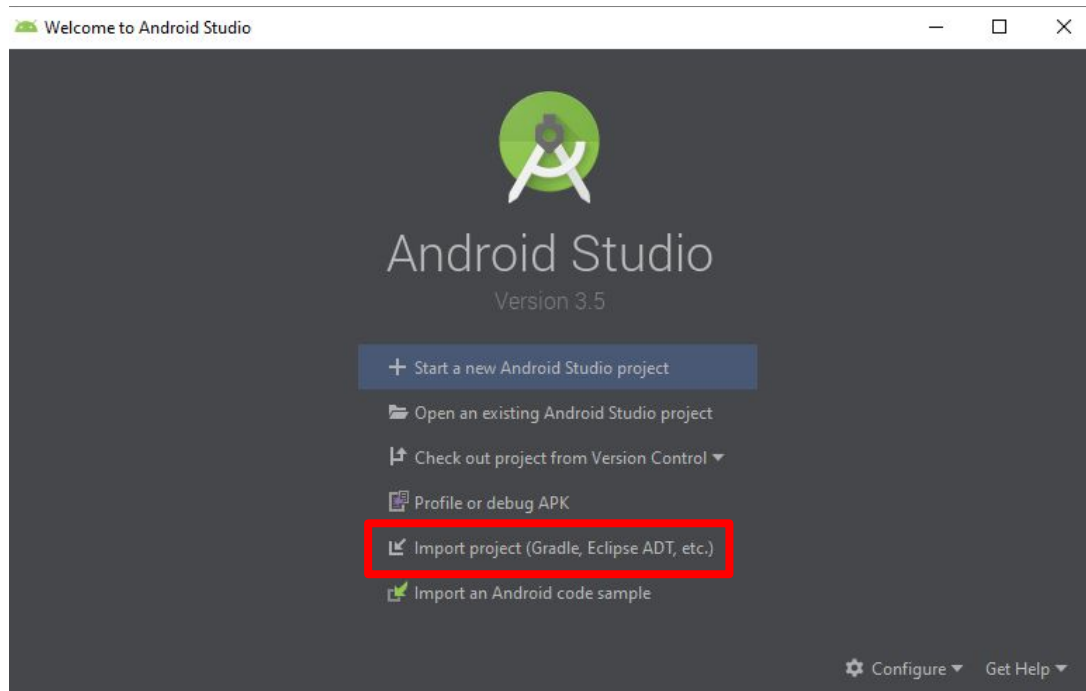 Welcome to Android Studio
Android Studio
Version 3.5
Start a new Android Studio project
Open an existing Android Studio project
Check out project from Version Control
Profile or debug APK
Import project (Gradle, Eclipse ADT, etc.)
Import an Android code sample
Configure Get Help